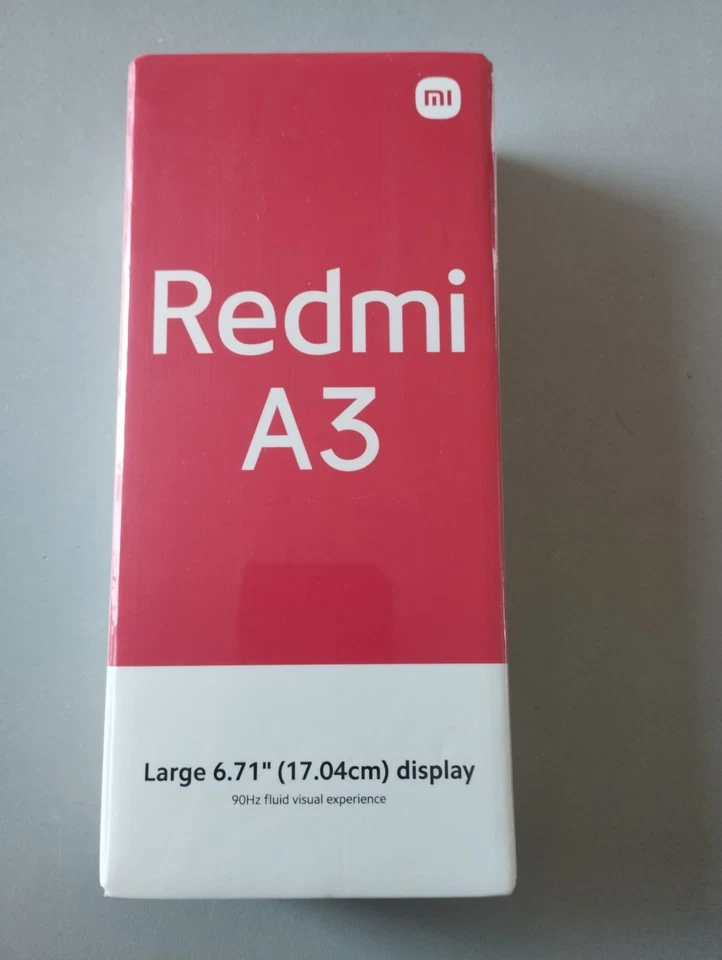 mi
Redmi
A3
Large 6.71" (17.04cm) display
90Hz fluid visual experience